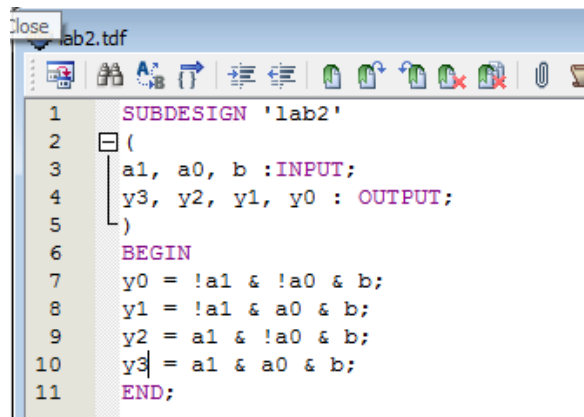 Close
lab2.tdf
1 SUBDESIGN 'lab2'
2 (
3 a1, a0, b :INPUT;
4 y3, y2, y1, y0 : OUTPUT;
5 )
6 BEGIN
7 y0 = !a1 & !a0 & b;
8 y1 = !a1 & a0 & b;
9 y2 = a1 & !a0 & b;
10 y3 = a1 & a0 & b;
11 END;